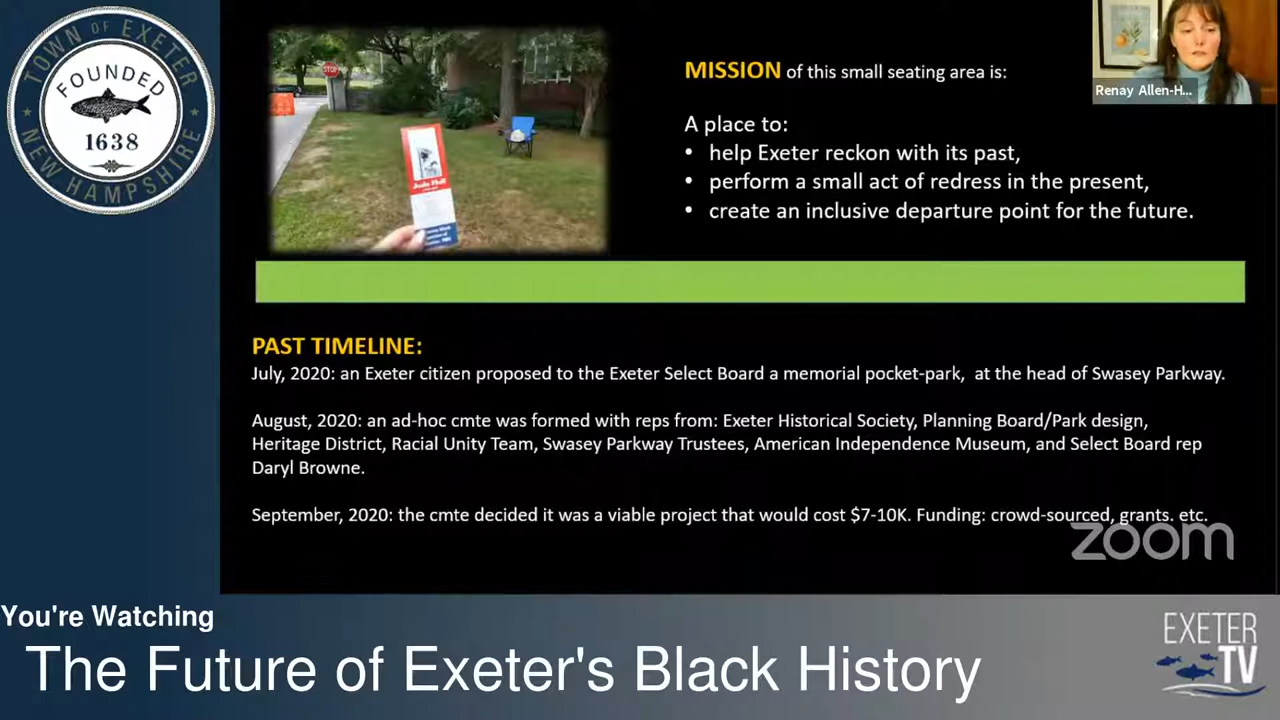 TOWN OF EXETER
FOUNDED
1638
NEW HAMPSHIRE
STOP
Jude Hall
MISSION of this small seating area is:
A place to:
• help Exeter reckon with its past,
• perform a small act of redress in the present,
• create an inclusive departure point for the future.
Renay Allen-H...
PAST TIMELINE:
July, 2020: an Exeter citizen proposed to the Exeter Select Board a memorial pocket-park, at the head of Swasey Parkway.
August, 2020: an ad-hoc cmte was formed with reps from: Exeter Historical Society, Planning Board/Park design,
Heritage District, Racial Unity Team, Swasey Parkway Trustees, American Independence Museum, and Select Board rep
Daryl Browne.
September, 2020: the cmte decided it was a viable project that would cost $7-10K. Funding: crowd-sourced, grants. etc.
zoom
You're Watching
The Future of Exeter's Black History
EXETER
TV